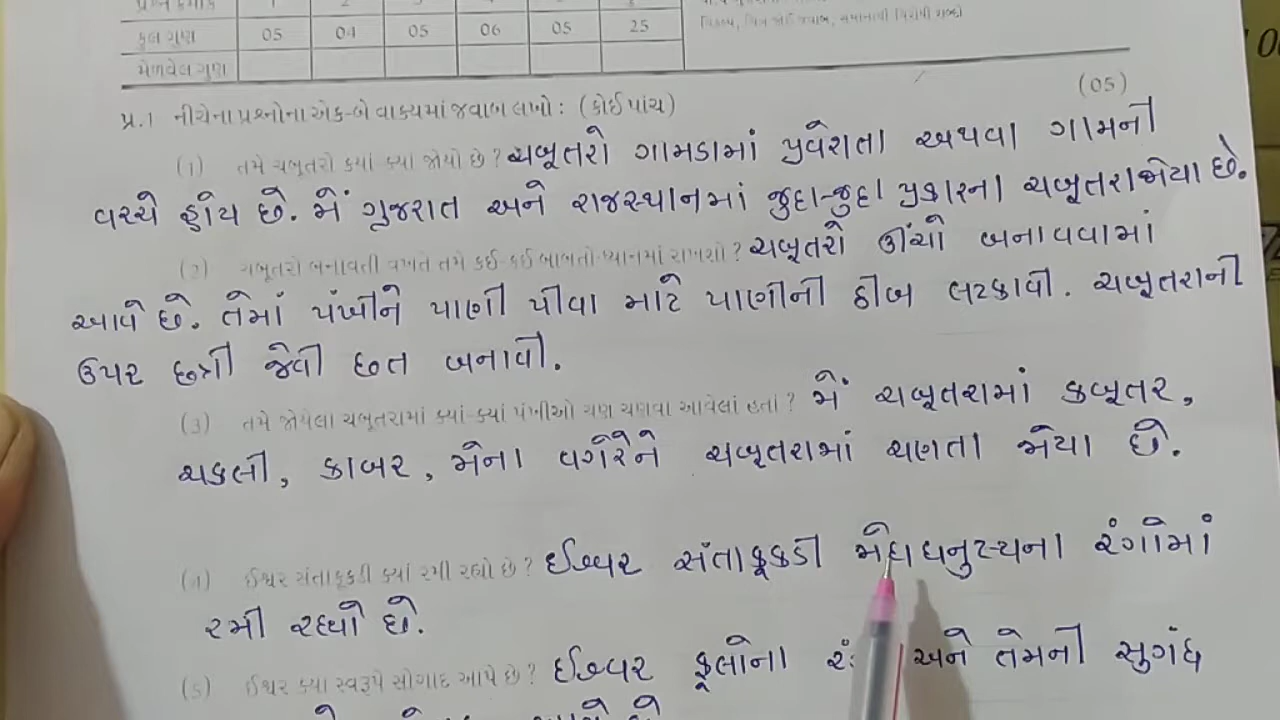 કુલ ગુણ 05 04 05 06 05 25
મેળવેલ ગુણ
પ્ર.1 નીચેના પ્રશ્નોના એક-બે વાક્યમાં જવાબ લખો : (કોઈ પાંચ) (05)
(1) તમે ચબૂતરો ક્યાં ક્યાં જોયો છે? ચબૂતરો ગામડામાં પ્રવેશતા અથવા ગામની
વચ્ચે હોય છે. મેં ગુજરાત અને રાજસ્થાનમાં જુદા-જુદા પ્રકારના ચબૂતરા જોયા છે.
(2) ચબૂતરો બનાવતી વખતે તમે કઈ કઈ બાબતો ધ્યાનમાં રાખશો? ચબૂતરો ઊંચો બનાવવામાં
આવે છે. તેમાં પંખીને પાણી પીવા માટે પાણીની ઠીબ લટકાવી. ચબૂતરાની
ઉપર છત્રી જેવી છત બનાવી.
(3) તમે જોયેલા ચબૂતરામાં ક્યાં-ક્યાં પંખીઓ ચણ ચણવા આવેલાં હતાં? મેં ચબૂતરામાં કબૂતર,
ચકલી, કાબર, મેના વગેરેને ચબૂતરામાં ચણતા જોયા છે.
(4) ઈશ્વર સંતાકૂકડી ક્યાં રમી રહ્યો છે? ઈશ્વર સંતાકૂકડી મેઘધનુષ્યના રંગોમાં
રમી રહ્યો છે.
(5) ઈશ્વર ક્યા સ્વરૂપે સોગાદ આપે છે? ઈશ્વર ફૂલોના અને તેમની સુગંધ